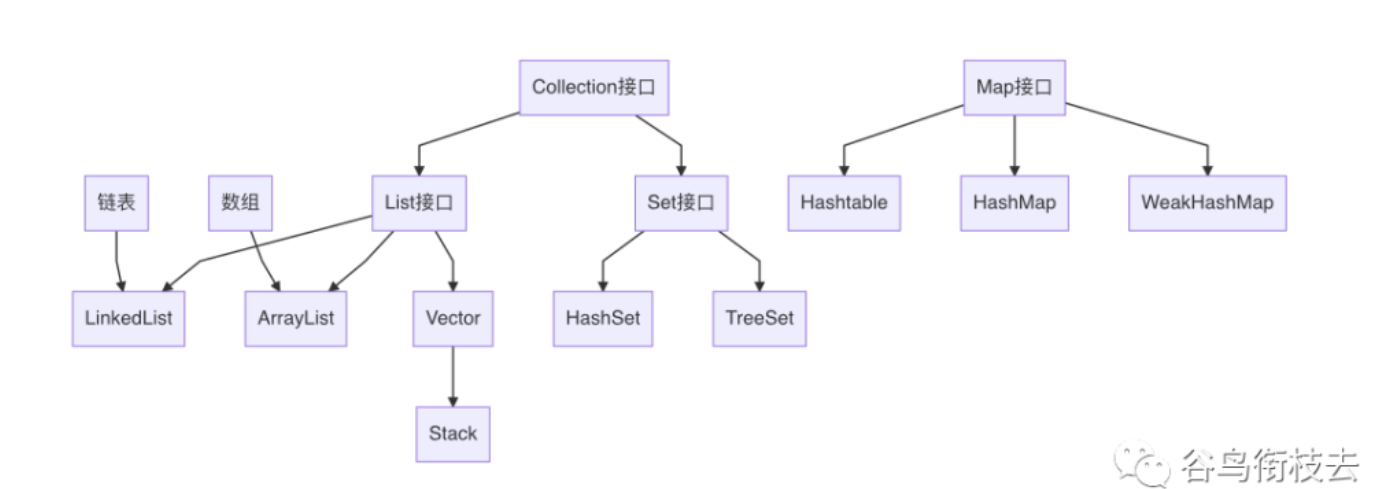 Collection接口
Map接口
链表
数组
List接口
Set接口
Hashtable
HashMap
WeakHashMap
LinkedList
ArrayList
Vector
HashSet
TreeSet
Stack
谷鸟衔枝去